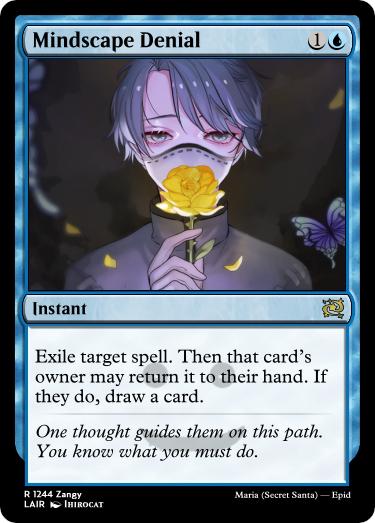 Mindscape Denial 1
Instant
Exile target spell. Then that card's
owner may return it to their hand. If
they do, draw a card.
One thought guides them on this path.
You know what you must do.
R 1244 Zangy
LAIR Ihirocat
Maria (Secret Santa) — Epid